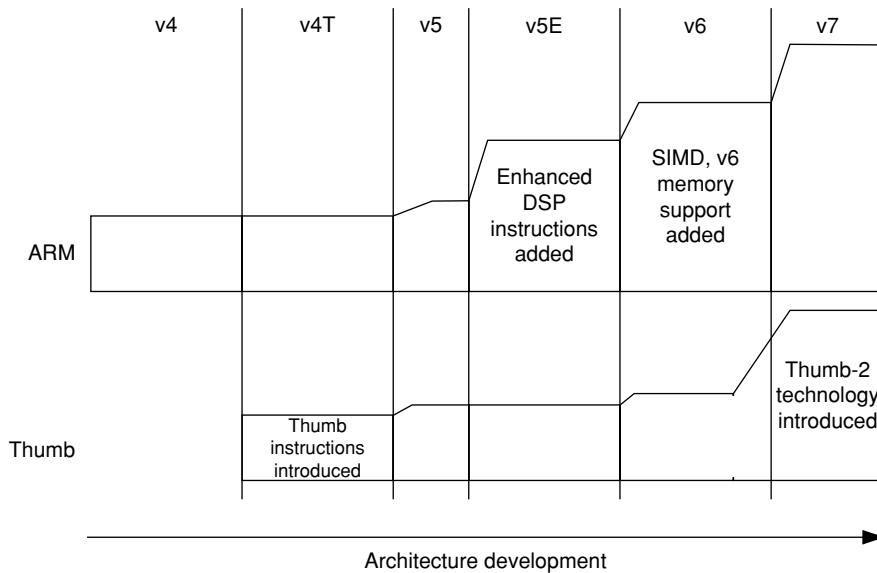 v4 v4T v5 v5E v6 v7
SIMD, v6
memory
support
added
Enhanced
DSP
instructions
added
ARM
Thumb-2
technology
introduced
Thumb
instructions
introduced
Thumb
Architecture development